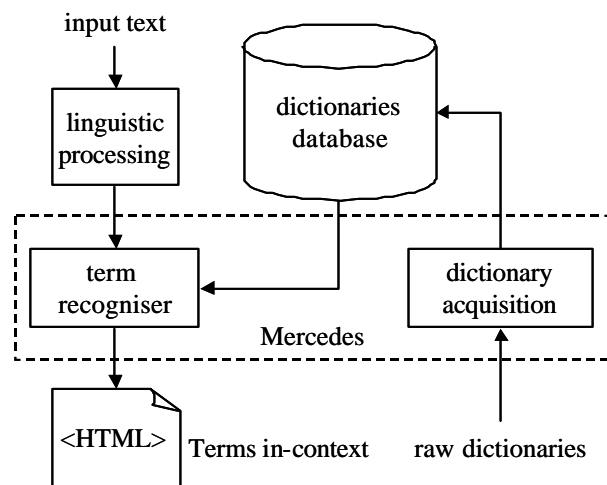 input text
linguistic
processing
dictionaries
database
term
recogniser
dictionary
acquisition
Mercedes
<HTML>
Terms in-context
raw dictionaries